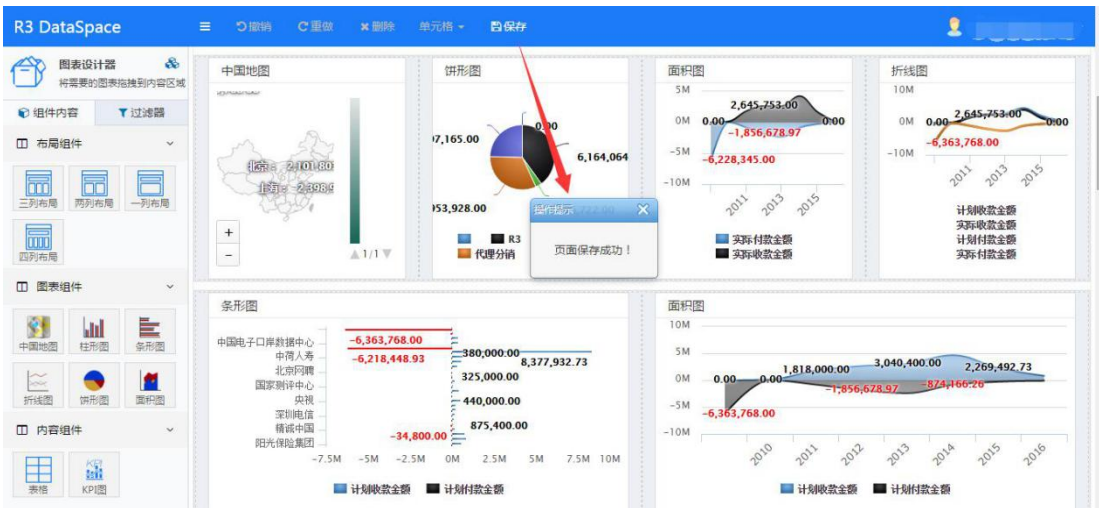 R3 DataSpace
撤销 重做 删除 单元格 保存
图表设计器
将需要的图表拖拽到内容区域
组件内容 过滤器
布局组件
三列布局 两列布局 一列布局
四列布局
图表组件
中国地图 柱形图 条形图
折线图 饼形图 面积图
内容组件
表格 KPI图
中国地图
北京: 2,101,801
上海: 2,398,9
+
−
1/1
饼形图
97,165.00
0.00
6,164,064
953,928.00
R3
代理分销
操作提示
页面保存成功！
面积图
5M
0M
-5M
-10M
2,645,753.00
0.00
0.00
-1,856,678.97
-6,228,345.00
2011 2013 2015
实际付款金额
实际收款金额
折线图
10M
0M
-10M
0.00
2,645,753.00
0.00
-6,363,768.00
2011 2013 2015
计划收款金额
实际收款金额
计划付款金额
实际付款金额
条形图
中国电子口岸数据中心
中荷人寿
北京网聘
国家测评中心
央视
深圳电信
精诚中国
阳光保险集团
-6,363,768.00
-6,218,448.93
380,000.00
8,377,932.73
325,000.00
440,000.00
875,400.00
-34,800.00
-7.5M -5M -2.5M 0M 2.5M 5M 7.5M 10M
计划收款金额 计划付款金额
面积图
10M
5M
0M
-5M
-10M
0.00
0.00
1,818,000.00
3,040,400.00
2,269,492.73
-1,856,678.97
-874,166.26
-6,363,768.00
2010 2011 2012 2013 2014 2015 2016
计划收款金额 计划付款金额